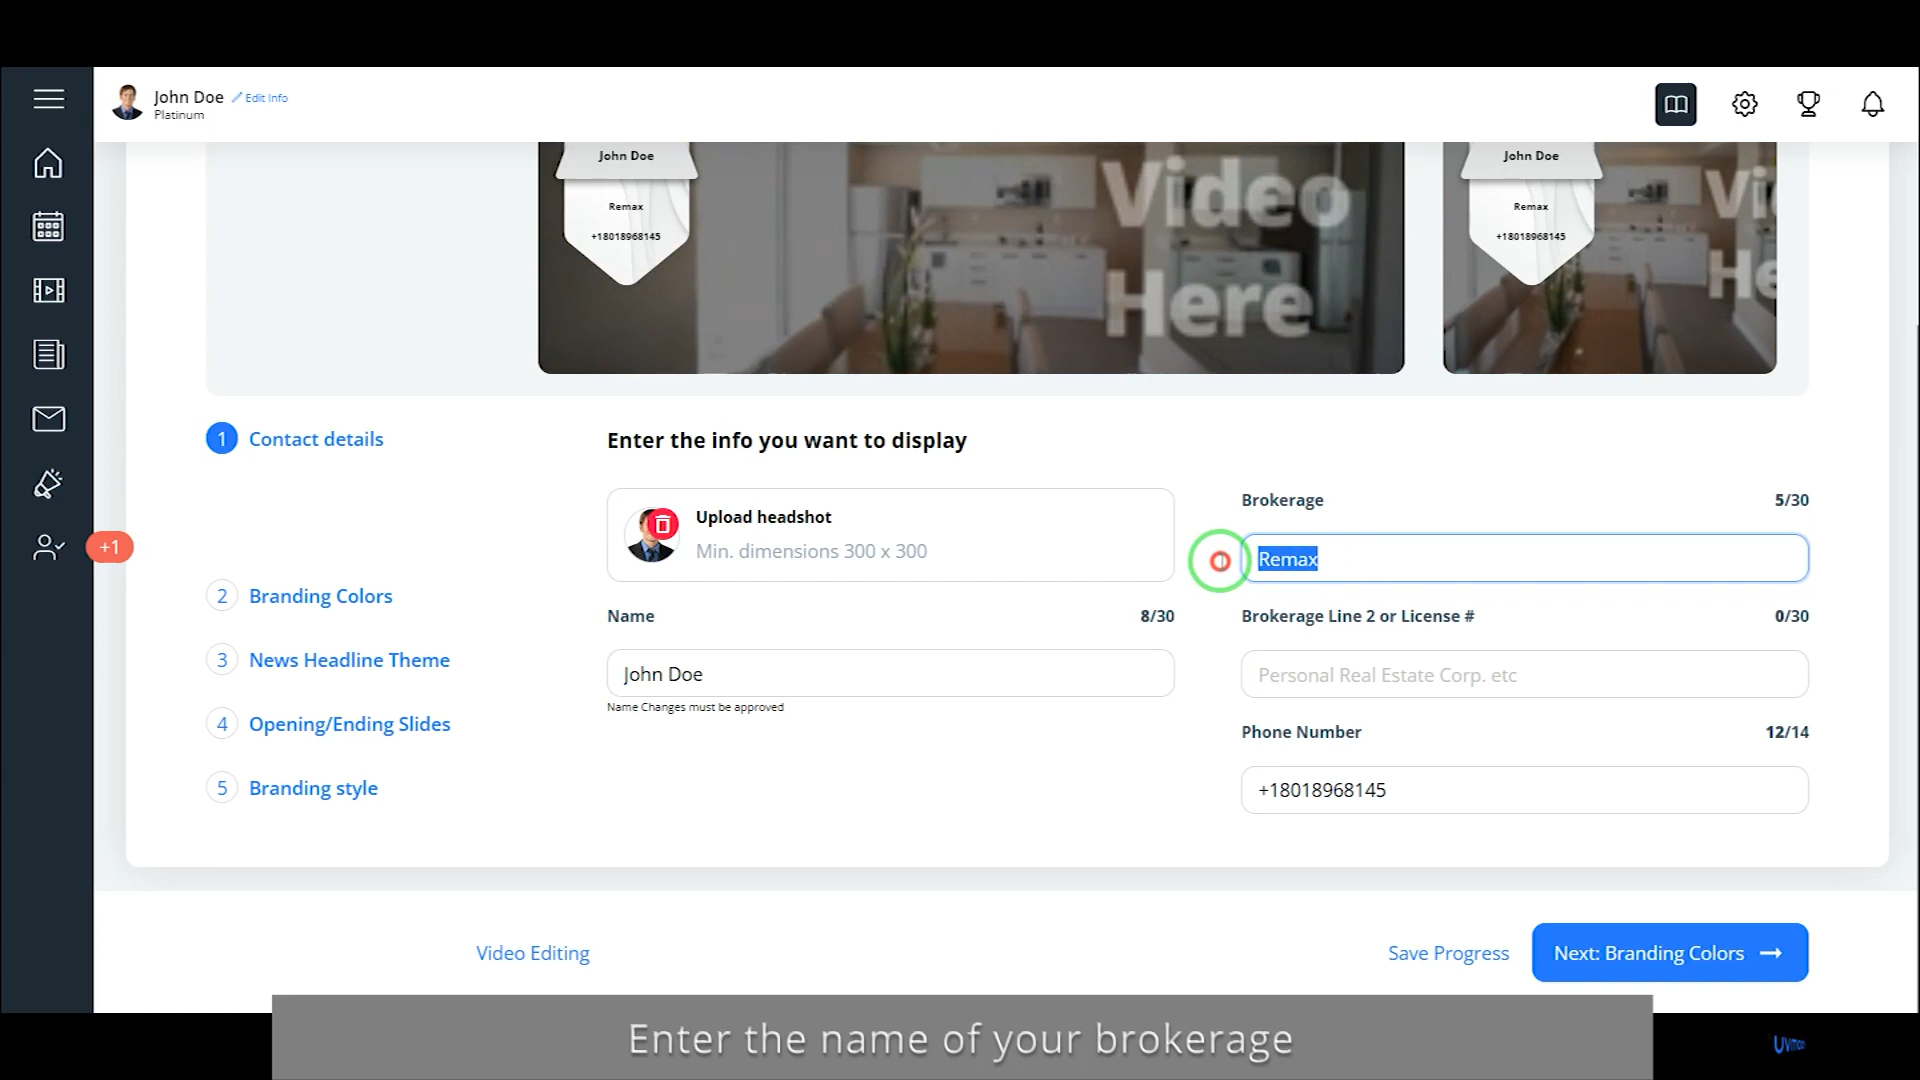 John Doe
Edit Info
Platinum
John Doe
Remax
+18018968145
Video
Here
John Doe
Remax
+18018968145
1 Contact details
2 Branding Colors
3 News Headline Theme
4 Opening/Ending Slides
5 Branding style
+1
Enter the info you want to display
Upload headshot
Min. dimensions 300 x 300
Name 8/30
John Doe
Name Changes must be approved
Brokerage 5/30
Remax
Brokerage Line 2 or License # 0/30
Personal Real Estate Corp. etc
Phone Number 12/14
+18018968145
Video Editing
Save Progress
Next: Branding Colors
Enter the name of your brokerage